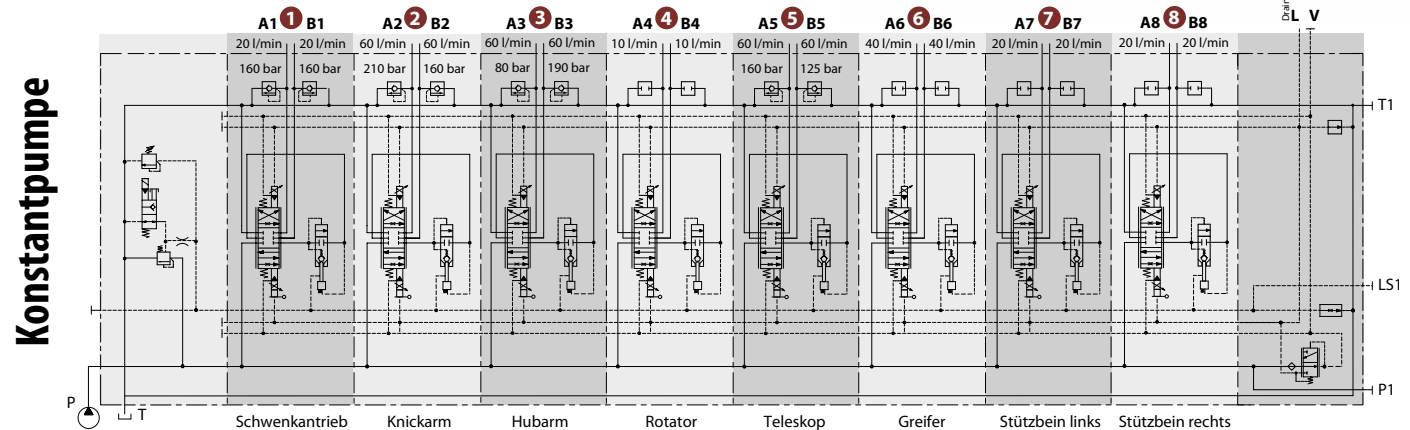 Konstantpumpe
A1 1 B1
A2 2 B2
A3 3 B3
A4 4 B4
A5 5 B5
A6 6 B6
A7 7 B7
A8 8 B8
Drain
L V
20 l/min 20 l/min
60 l/min 60 l/min
60 l/min 60 l/min
10 l/min 10 l/min
60 l/min 60 l/min
40 l/min 40 l/min
20 l/min 20 l/min
20 l/min 20 l/min
160 bar 160 bar
210 bar 160 bar
80 bar 190 bar
160 bar 125 bar
T1
LS1
P1
P
T
Schwenkantrieb
Knickarm
Hubarm
Rotator
Teleskop
Greifer
Stützbein links
Stützbein rechts